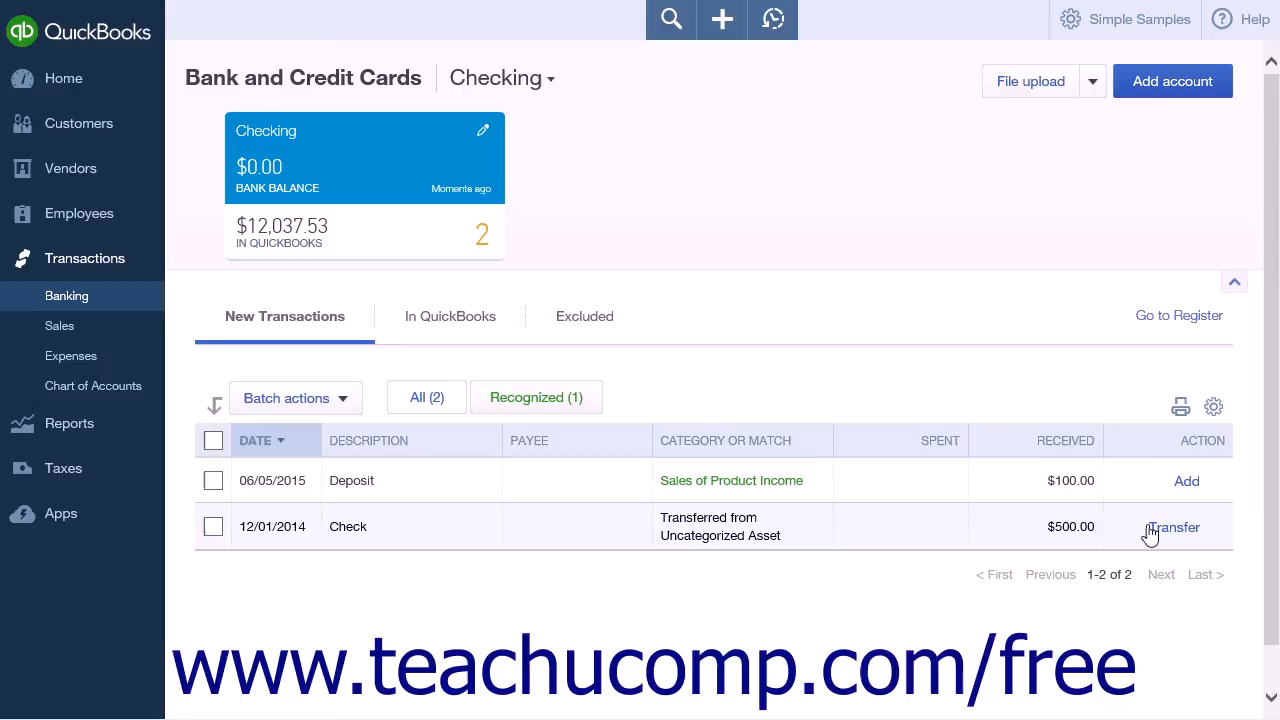 qb QuickBooks
Simple Samples
Help
Home
Customers
Vendors
Employees
Transactions
Banking
Sales
Expenses
Chart of Accounts
Reports
Taxes
Apps
Bank and Credit Cards Checking
File upload
Add account
Checking
$0.00
BANK BALANCE Moments ago
$12,037.53 2
IN QUICKBOOKS
New Transactions In QuickBooks Excluded Go to Register
Batch actions All (2) Recognized (1)
DATE DESCRIPTION PAYEE CATEGORY OR MATCH SPENT RECEIVED ACTION
06/05/2015 Deposit Sales of Product Income $100.00 Add
12/01/2014 Check Transferred from Uncategorized Asset $500.00 Transfer
< First Previous 1-2 of 2 Next Last >
www.teachucomp.com/free